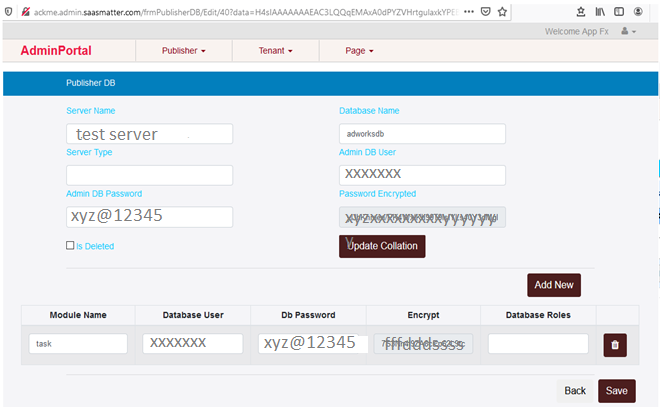 ackme.admin.saasmatter.com/frmPublisherDB/Edit/40?data=H4sIAAAAAAEAC3LQQqEMAxA0dPYZVHrtgulaxkYPE
Welcome App Fx
AdminPortal Publisher Tenant Page
Publisher DB
Server Name Database Name
test server adworksdb
Server Type Admin DB User
XXXXXXX
Admin DB Password Password Encrypted
xyz@12345
Is Deleted Update Collation
Add New
Module Name Database User Db Password Encrypt Database Roles
task XXXXXXX xyz@12345
Back Save